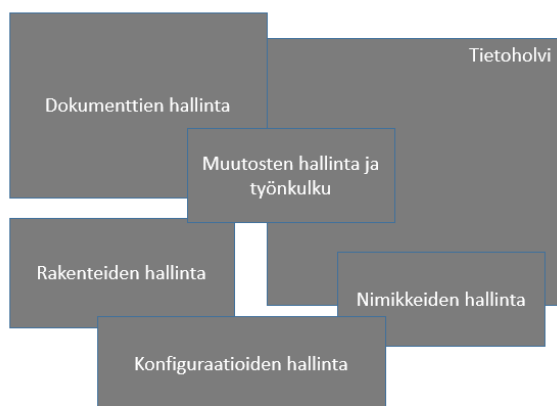 Tietoholvi
Dokumenttien hallinta
Muutosten hallinta ja
työnkulku
Rakenteiden hallinta
Nimikkeiden hallinta
Konfiguraatioiden hallinta